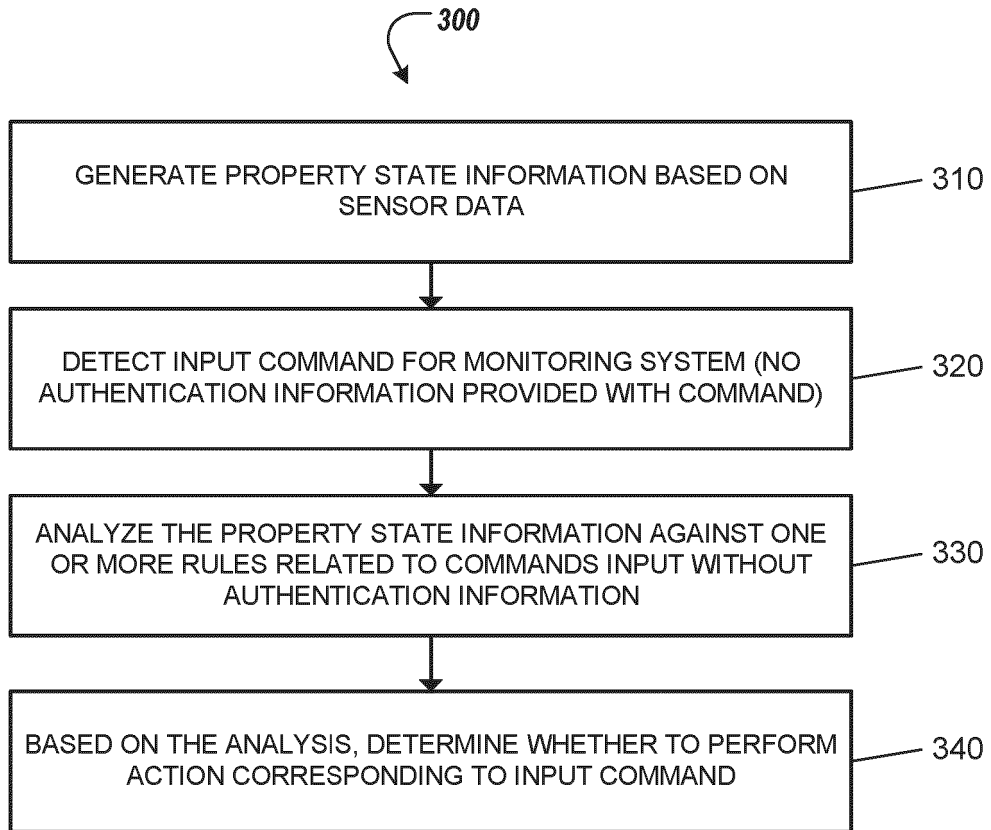 300
GENERATE PROPERTY STATE INFORMATION BASED ON
SENSOR DATA
310
DETECT INPUT COMMAND FOR MONITORING SYSTEM (NO
AUTHENTICATION INFORMATION PROVIDED WITH COMMAND)
320
ANALYZE THE PROPERTY STATE INFORMATION AGAINST ONE
OR MORE RULES RELATED TO COMMANDS INPUT WITHOUT
AUTHENTICATION INFORMATION
330
BASED ON THE ANALYSIS, DETERMINE WHETHER TO PERFORM
ACTION CORRESPONDING TO INPUT COMMAND
340